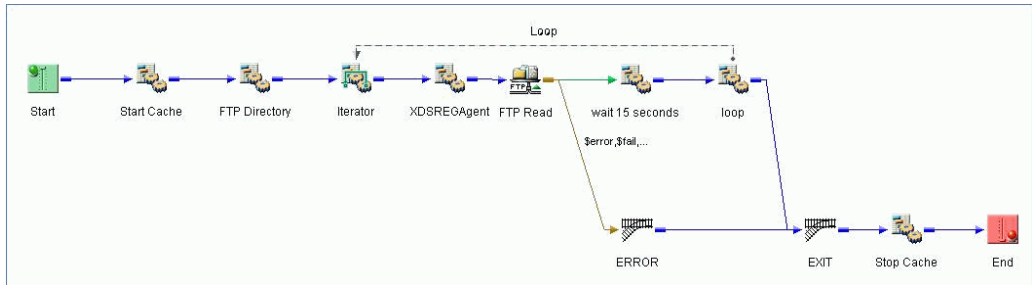 Loop
Start
Start Cache
FTP Directory
Iterator
XDSREGAgent
FTP
FTP Read
wait 15 seconds
loop
$error,$fail,...
ERROR
EXIT
Stop Cache
End